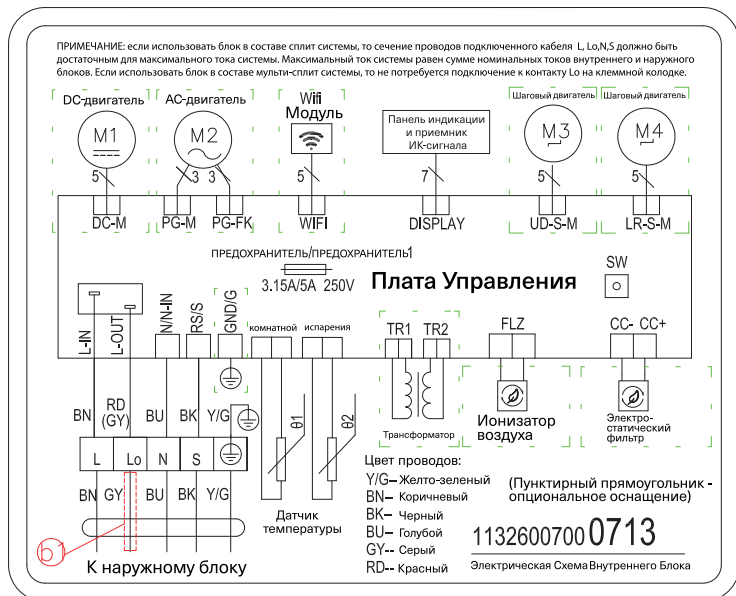 ПРИМЕЧАНИЕ: если использовать блок в составе сплит системы, то сечение проводов подключенного кабеля L, Lo,N,S должно быть
достаточным для максимального тока системы. Максимальный ток системы равен сумме номинальных токов внутреннего и наружного
блоков. Если использовать блок в составе мульти-сплит системы, то не потребуется подключение к контакту Lo на клеммной колодке.
DC-двигатель
AC-двигатель
Wifi
Модуль
Панель индикации
и приемник
ИК-сигнала
Шаговый двигатель
Шаговый двигатель
M1
M2
M3
M4
5
3
3
5
7
5
5
DC-M
PG-M
PG-FK
WIFI
DISPLAY
UD-S-M
LR-S-M
ПРЕДОХРАНИТЕЛЬ/ПРЕДОХРАНИТЕЛЬ1
3.15A/5A 250V
Плата Управления
SW
L-IN
L-OUT
N/N-IN
RS/S
GND/G
комнатной
испарения
TR1
TR2
FLZ
CC- CC+
BN
RD
(GY)
BU
BK
Y/G
θ1
θ2
Трансформатор
Ионизатор
воздуха
Электро-
статический
фильтр
L
Lo
N
S
BN
GY
BU
BK
Y/G
Датчик
температуры
b1
К наружному блоку
Цвет проводов:
Y/G– Желто-зеленый
BN– Коричневый
BK– Черный
BU– Голубой
GY-- Серый
RD-- Красный
(Пунктирный прямоугольник -
опциональное оснащение)
1132600700 0713
Электрическая Схема Внутреннего Блока